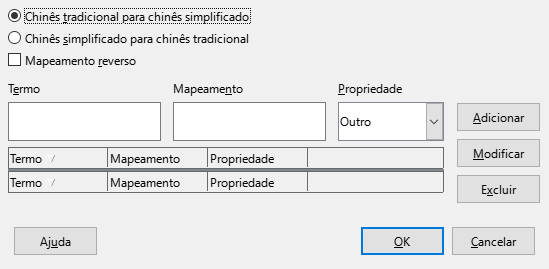 Chinês tradicional para chinês simplificado
Chinês simplificado para chinês tradicional
Mapeamento reverso
Termo Mapeamento Propriedade
Outro Adicionar
Termo / Mapeamento Propriedade Modificar
Termo / Mapeamento Propriedade Excluir
Ajuda OK Cancelar